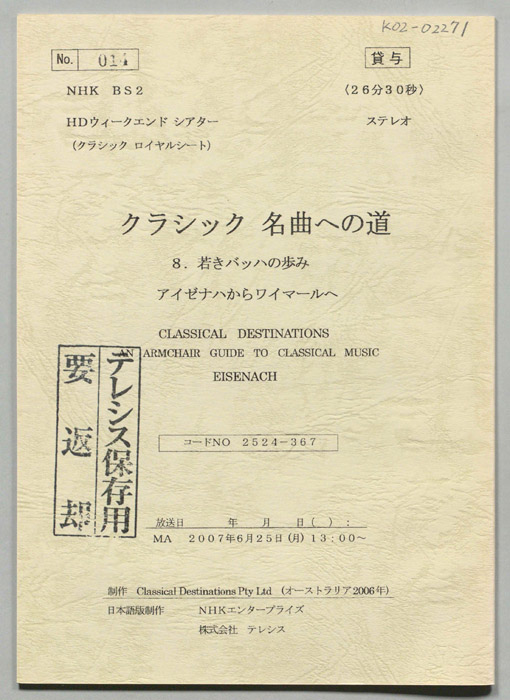 K02-02271
No. 014
貸与
NHK BS2
〈26分30秒〉
HDウィークエンド シアター
ステレオ
(クラシック ロイヤルシート)
クラシック 名曲への道
8. 若きバッハの歩み
アイゼナハからワイマールへ
CLASSICAL DESTINATIONS
AN ARMCHAIR GUIDE TO CLASSICAL MUSIC
EISENACH
テレシス保存用
要返却
コードNO 2524-367
放送日 年 月 日( ) :
MA 2007年6月25日(月) 13:00~
制作 Classical Destinations Pty Ltd (オーストラリア2006年)
日本語版制作 NHKエンタープライズ
株式会社 テレシス